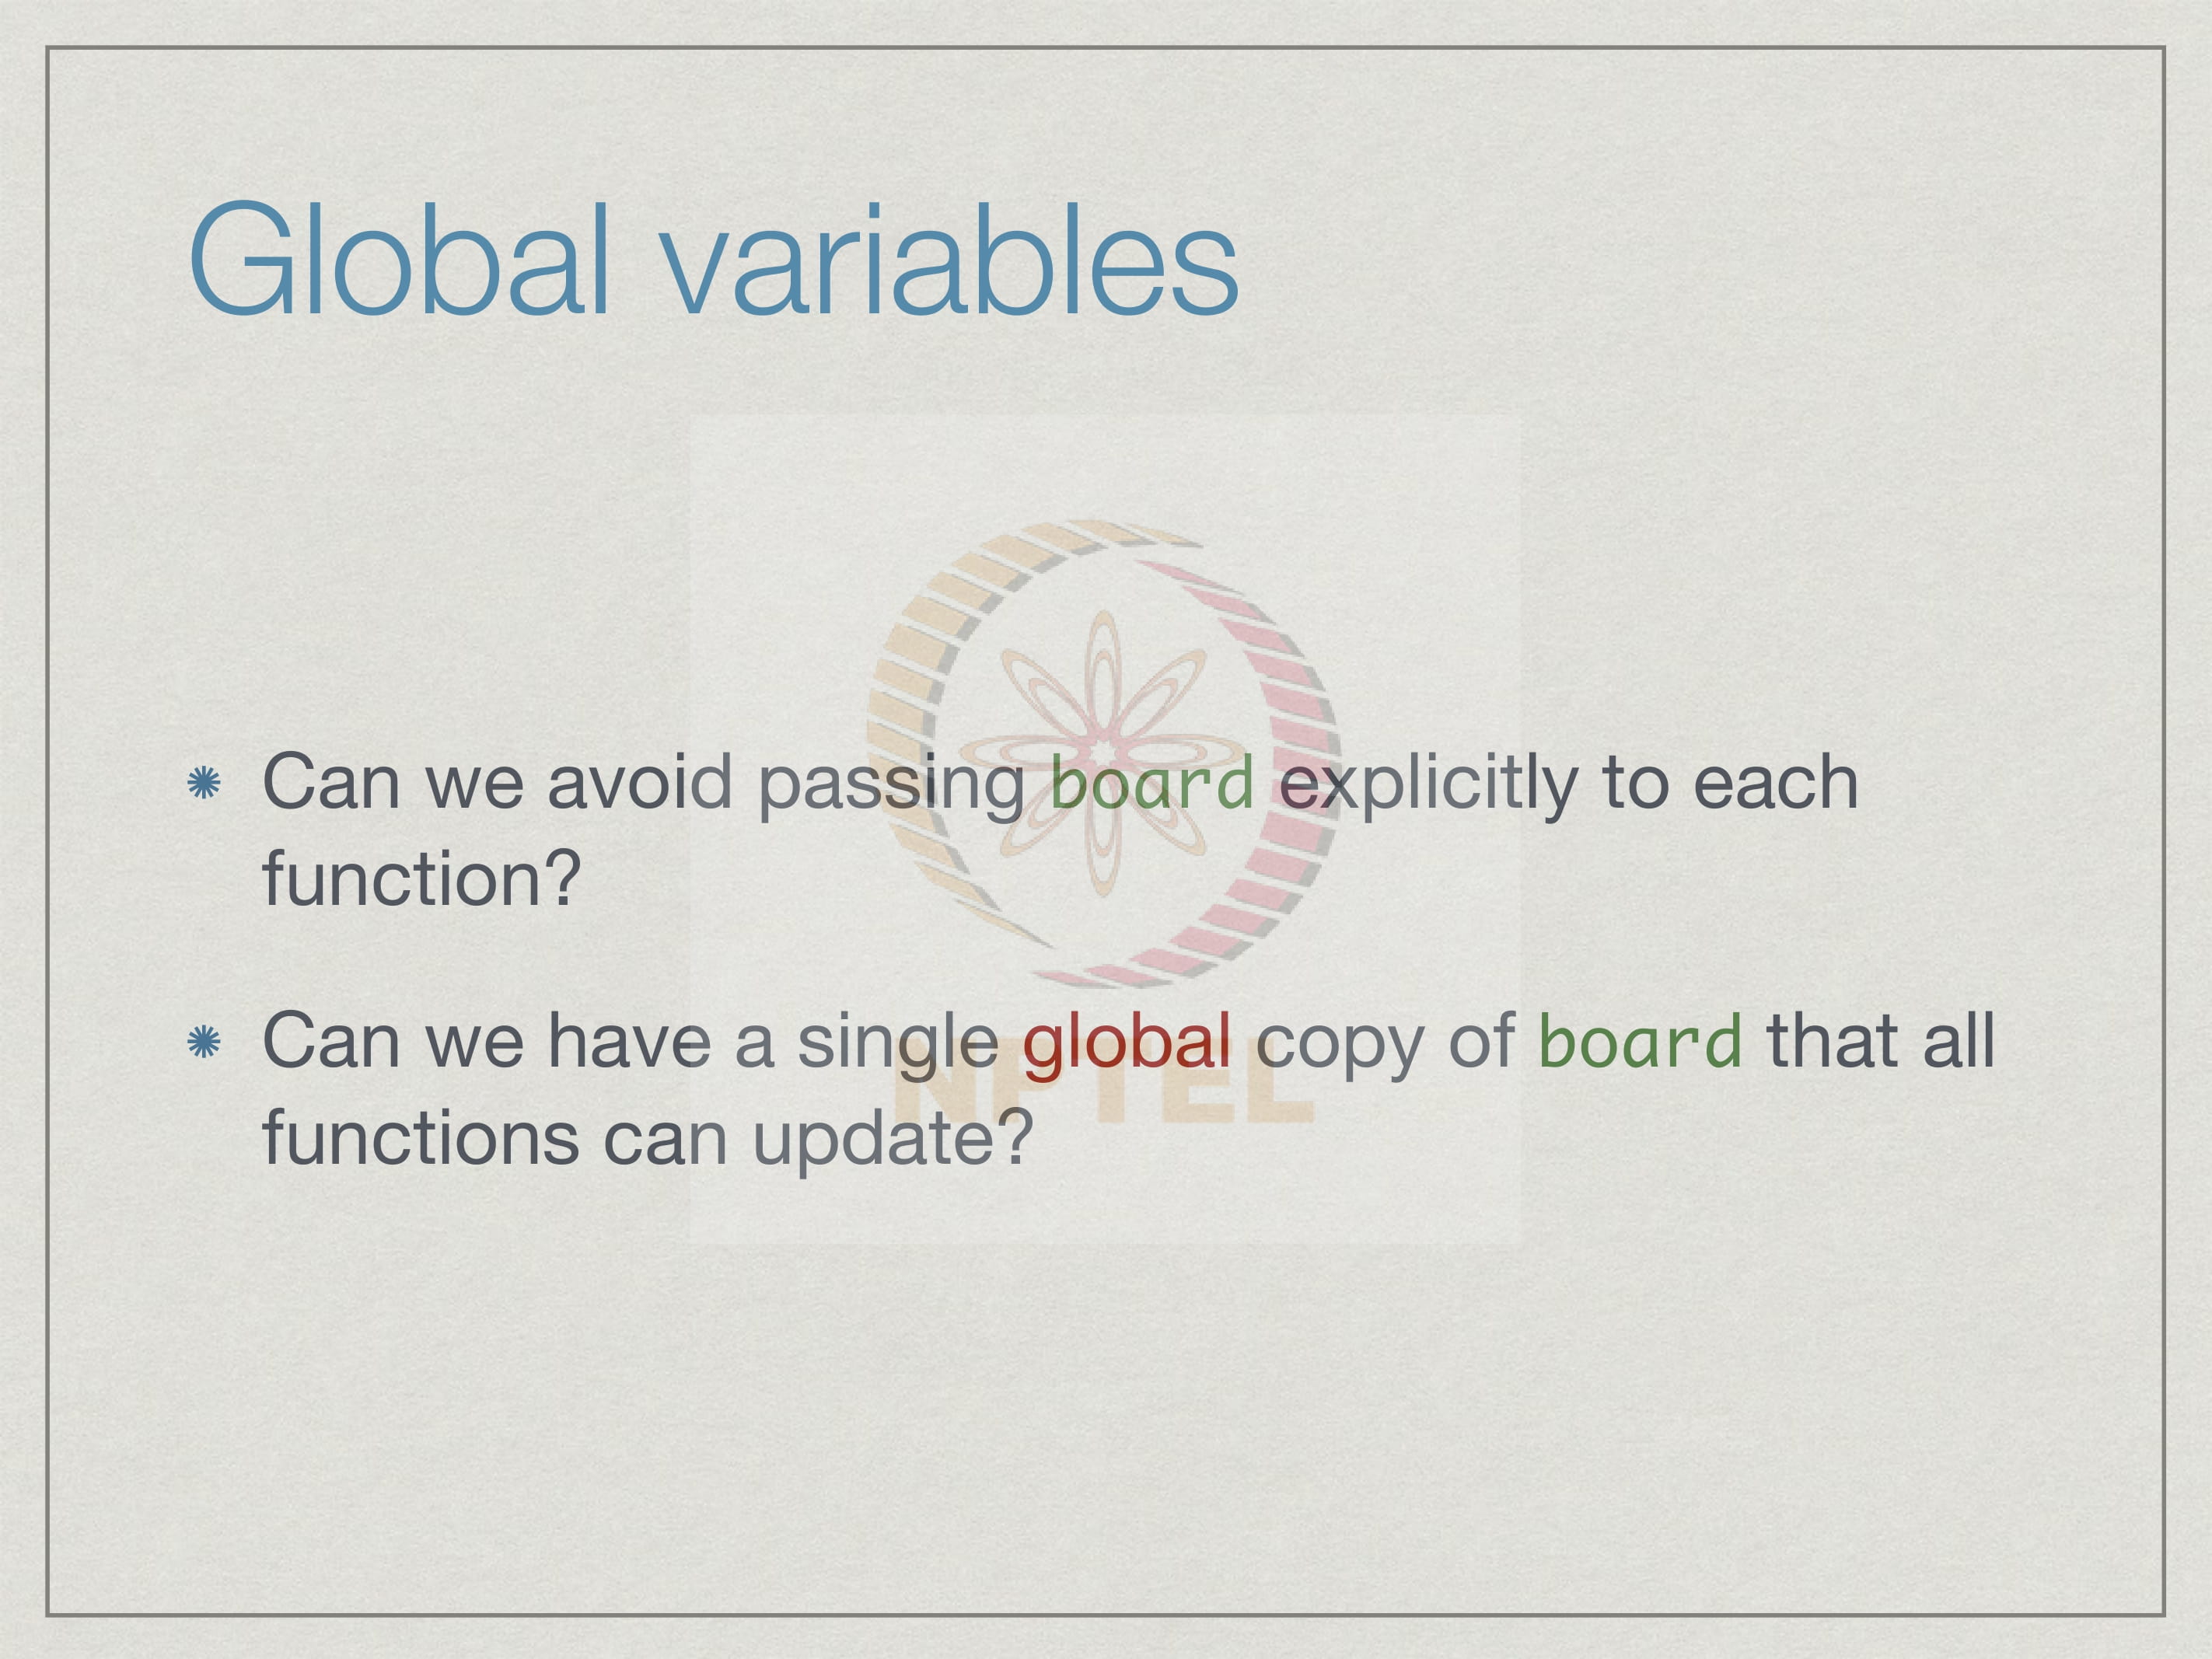 Global variables
Can we avoid passing board explicitly to each
function?
Can we have a single global copy of board that all
functions can update?
NPTEL